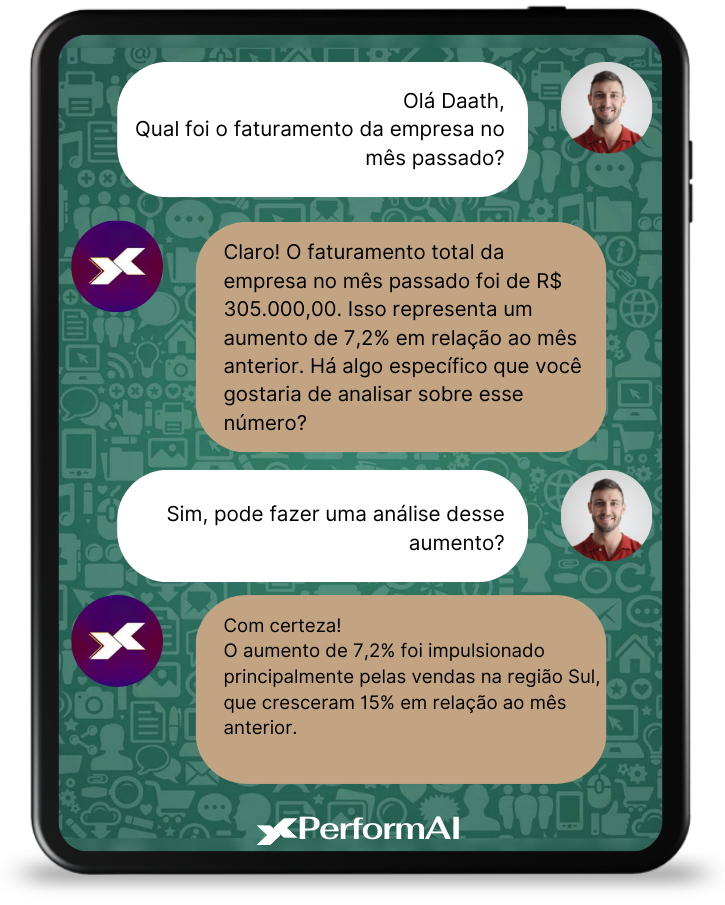 Olá Daath,
Qual foi o faturamento da empresa no
mês passado?
Claro! O faturamento total da
empresa no mês passado foi de R$
305.000,00. Isso representa um
aumento de 7,2% em relação ao mês
anterior. Há algo específico que você
gostaria de analisar sobre esse
número?
Sim, pode fazer uma análise desse
aumento?
Com certeza!
O aumento de 7,2% foi impulsionado
principalmente pelas vendas na região Sul,
que cresceram 15% em relação ao mês
anterior.
PerformAI